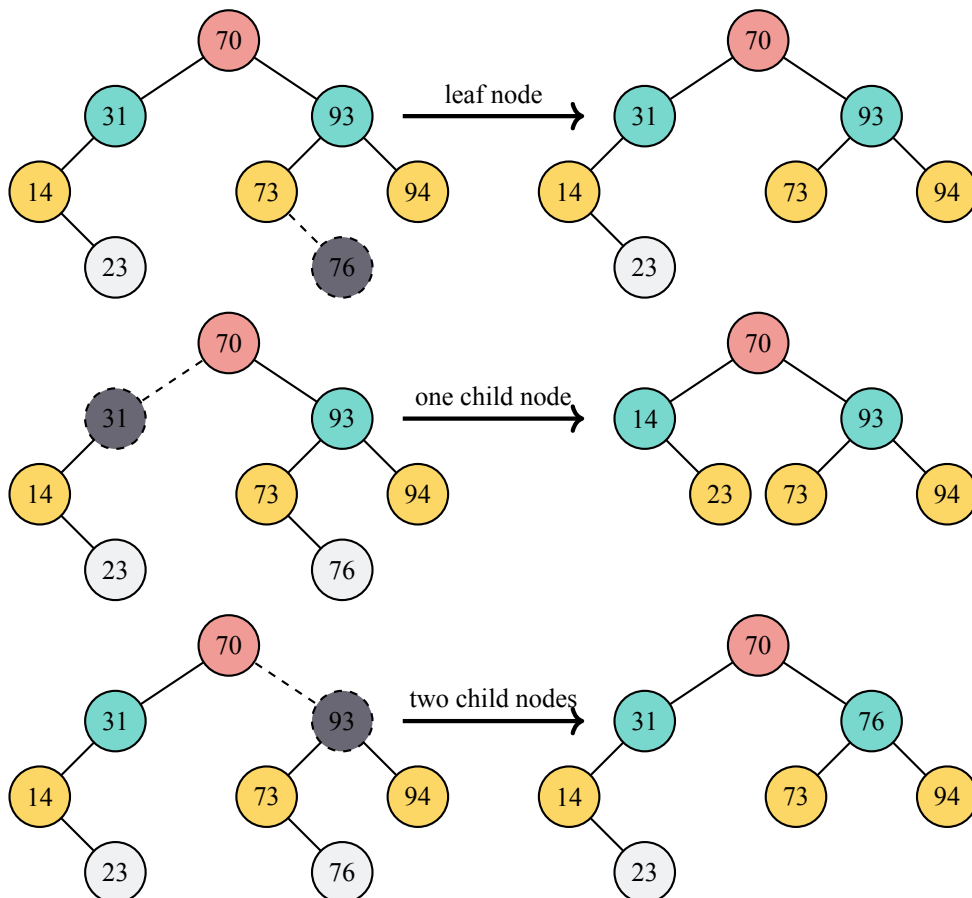 70 70
31 93 leaf node 31 93
14 73 94 14 73 94
23 76 23
70 70
31 93 one child node 14 93
14 73 94 23 73 94
23 76
70 70
31 93 two child nodes 31 76
14 73 94 14 73 94
23 76 23